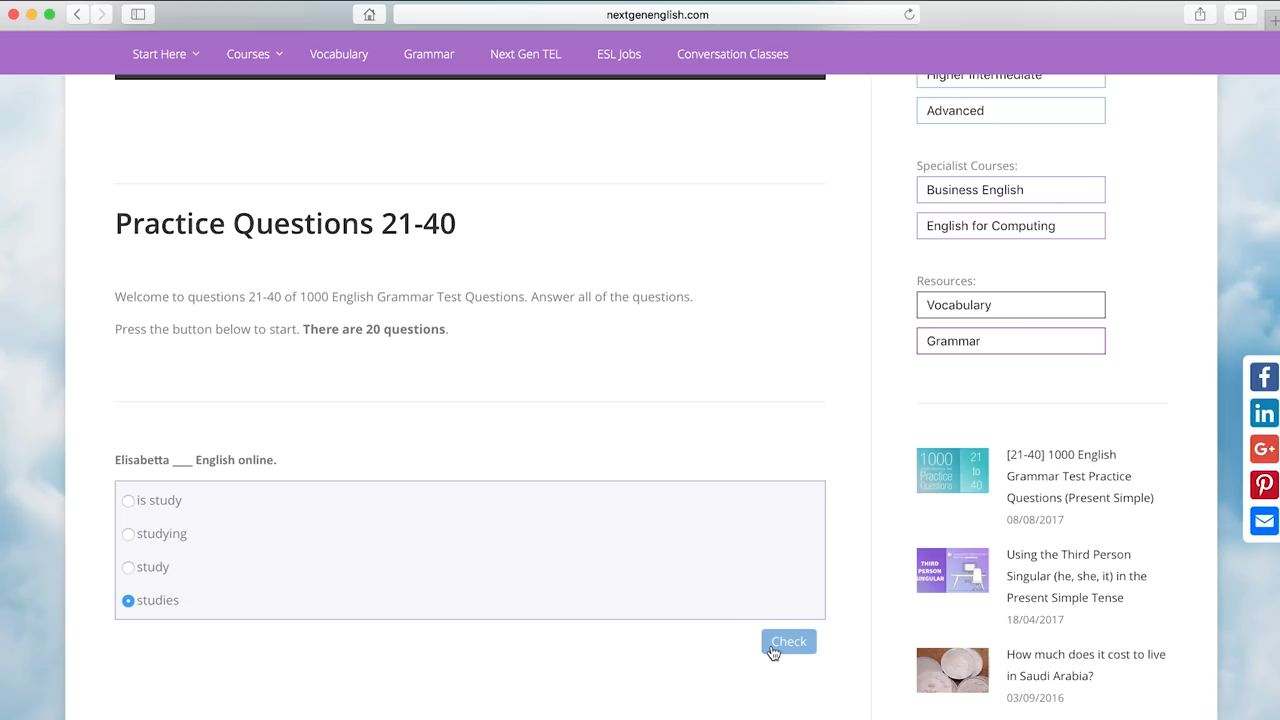 nextgenenglish.com
Start Here
Courses
Vocabulary
Grammar
Next Gen TEL
ESL Jobs
Conversation Classes
Higher Intermediate
Advanced
Specialist Courses:
Business English
English for Computing
Resources:
Vocabulary
Grammar
Practice Questions 21-40
Welcome to questions 21-40 of 1000 English Grammar Test Questions. Answer all of the questions.
Press the button below to start. There are 20 questions.
Elisabetta ___ English online.
is study
studying
study
studies
Check
1000
Practice
Questions
21
to
40
[21-40] 1000 English
Grammar Test Practice
Questions (Present Simple)
08/08/2017
THIRD
PERSON
SINGULAR
Using the Third Person
Singular (he, she, it) in the
Present Simple Tense
18/04/2017
How much does it cost to live
in Saudi Arabia?
03/09/2016
f
in
G+